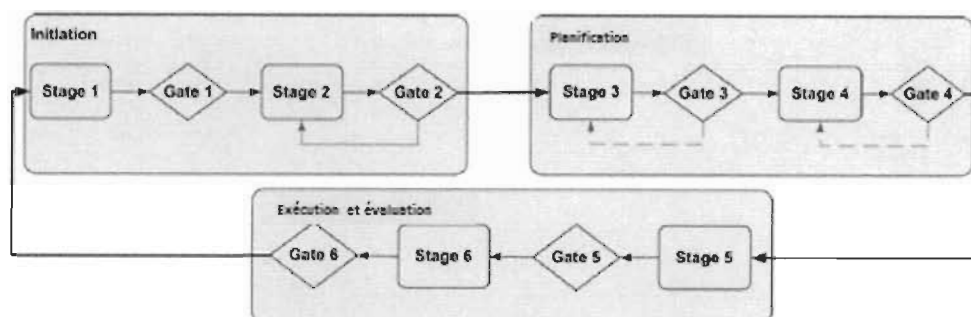 Initiation
Stage 1
Gate 1
Stage 2
Gate 2
Planification
Stage 3
Gate 3
Stage 4
Gate 4
Exécution et évaluation
Gate 6
Stage 6
Gate 5
Stage 5